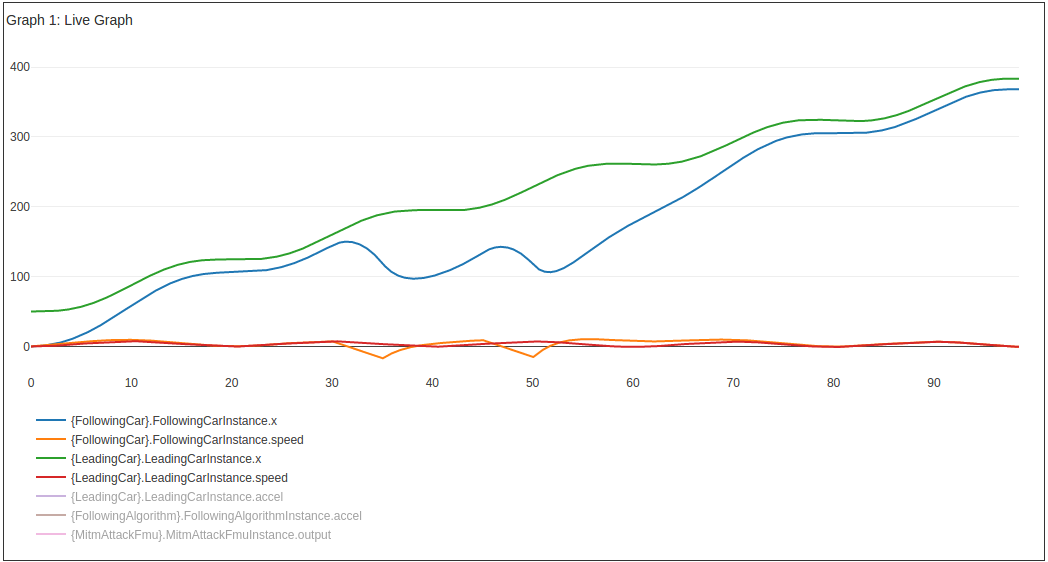 Graph 1: Live Graph
400
300
200
100
0
0 10 20 30 40 50 60 70 80 90
{FollowingCar}.FollowingCarInstance.x
{FollowingCar}.FollowingCarInstance.speed
{LeadingCar}.LeadingCarInstance.x
{LeadingCar}.LeadingCarInstance.speed
{LeadingCar}.LeadingCarInstance.accel
{FollowingAlgorithm}.FollowingAlgorithmInstance.accel
{MitmAttackFmu}.MitmAttackFmuInstance.output